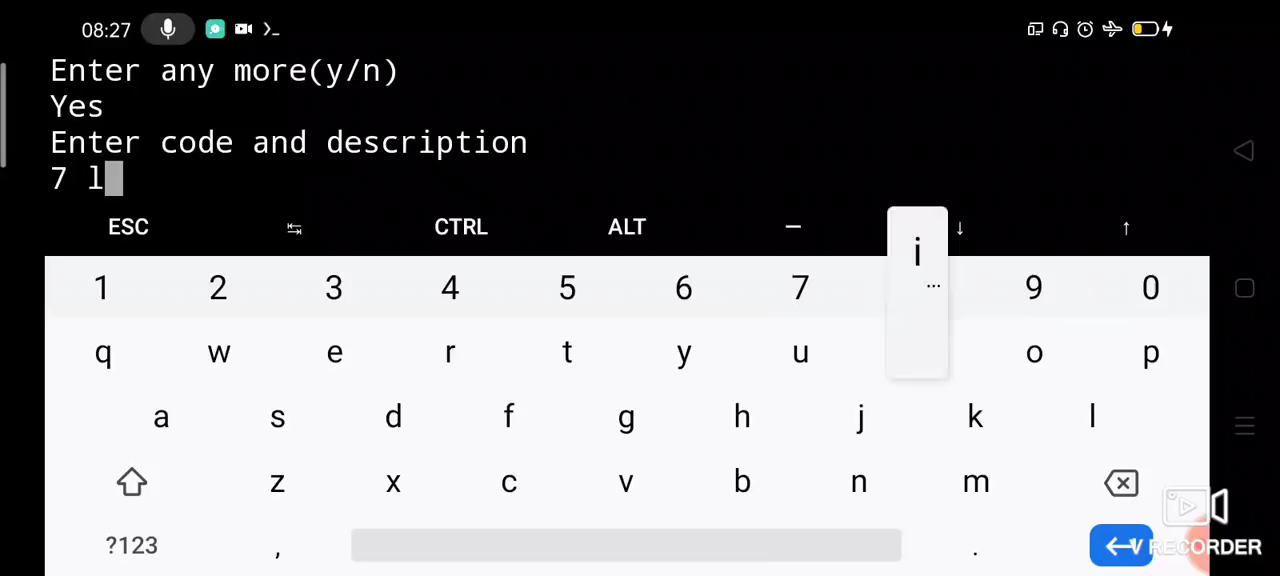 08:27
Enter any more(y/n)
Yes
Enter code and description
7 l
ESC ↹ CTRL ALT — ↓ ↑
i
...
1 2 3 4 5 6 7 9 0
q w e r t y u o p
a s d f g h j k l
z x c v b n m
?123 , .
V RECORDER